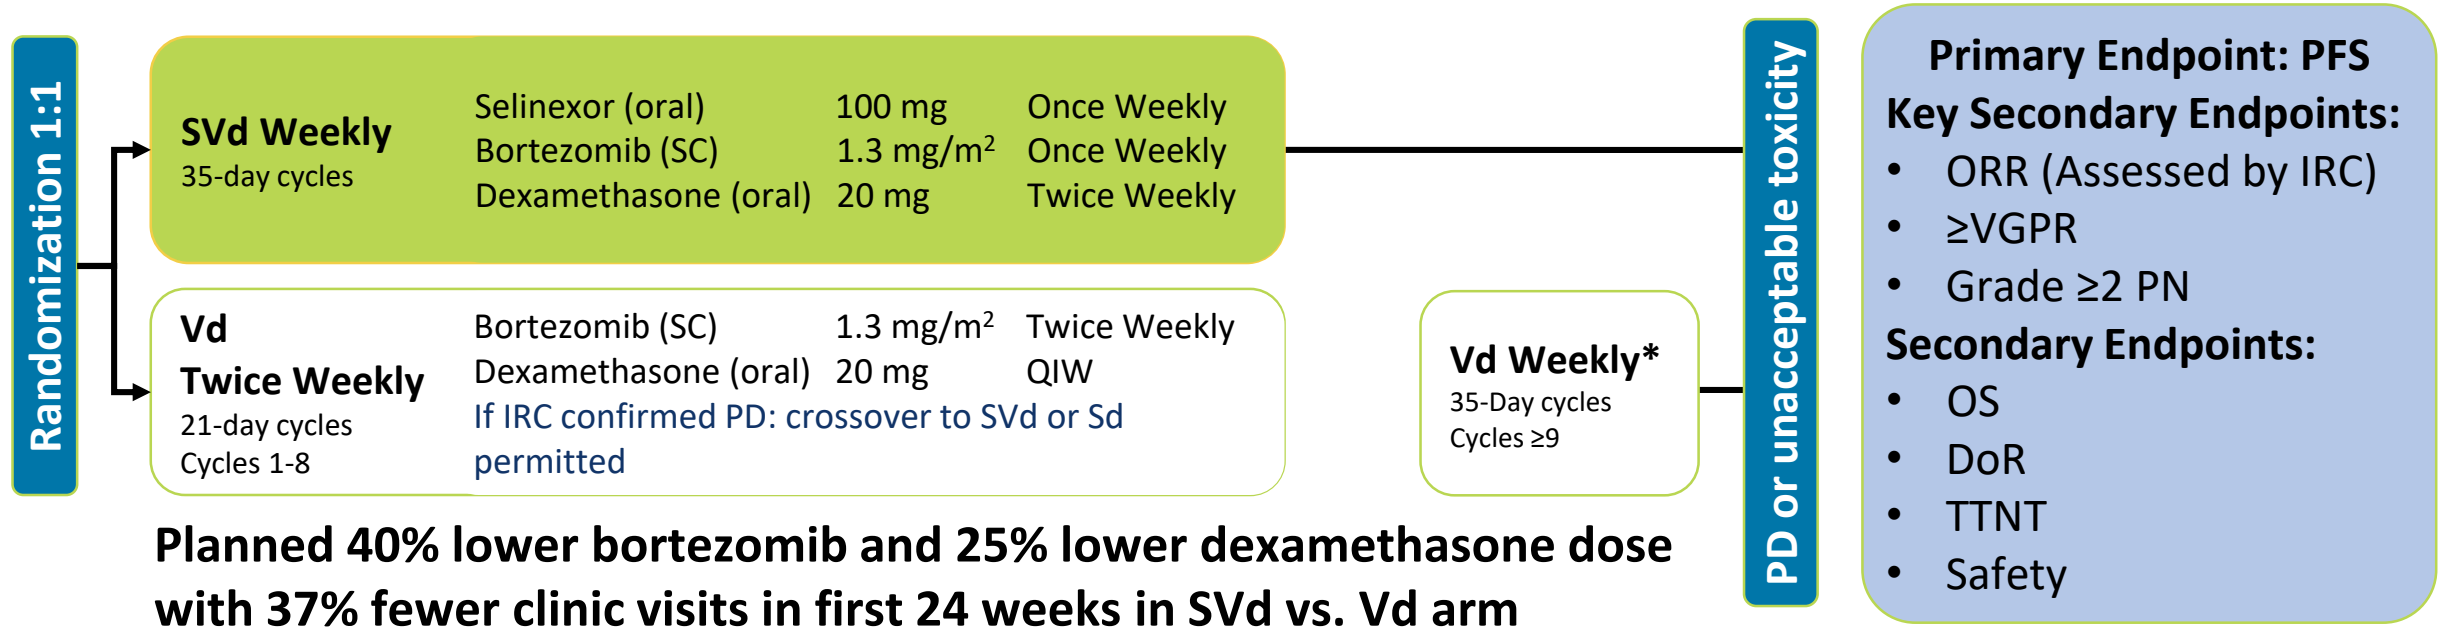 Randomization 1:1
SVd Weekly
35-day cycles
Selinexor (oral) 100 mg Once Weekly
Bortezomib (SC) 1.3 mg/m² Once Weekly
Dexamethasone (oral) 20 mg Twice Weekly
Vd
Twice Weekly
21-day cycles
Cycles 1-8
Bortezomib (SC) 1.3 mg/m² Twice Weekly
Dexamethasone (oral) 20 mg QIW
If IRC confirmed PD: crossover to SVd or Sd
permitted
Vd Weekly*
35-Day cycles
Cycles ≥9
PD or unacceptable toxicity
Primary Endpoint: PFS
Key Secondary Endpoints:
• ORR (Assessed by IRC)
• ≥VGPR
• Grade ≥2 PN
Secondary Endpoints:
• OS
• DoR
• TTNT
• Safety
Planned 40% lower bortezomib and 25% lower dexamethasone dose
with 37% fewer clinic visits in first 24 weeks in SVd vs. Vd arm